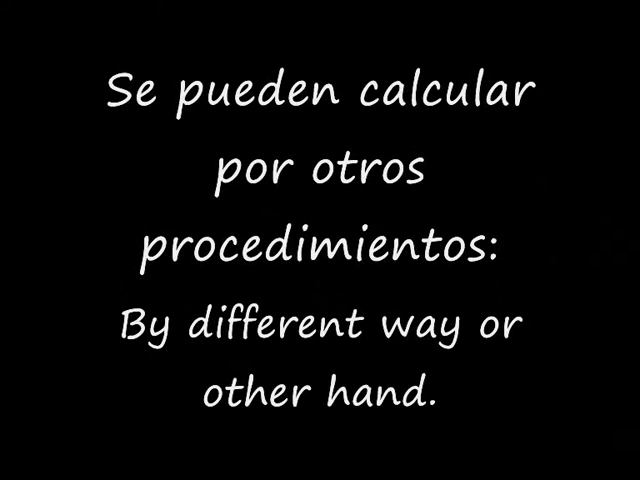 Se pueden calcular
por otros
procedimientos:
By different way or
other hand.